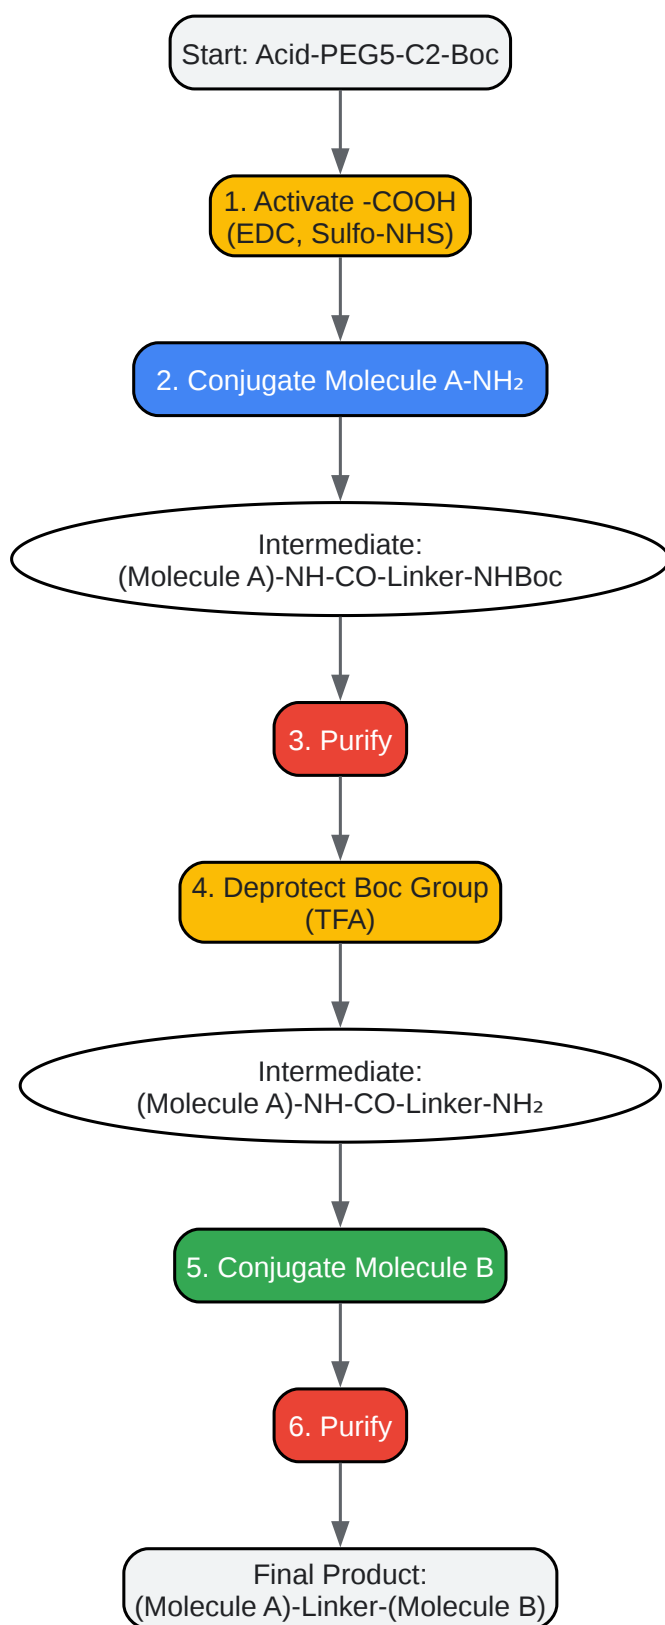 Start: Acid-PEG5-C2-Boc
1. Activate -COOH
(EDC, Sulfo-NHS)
2. Conjugate Molecule A-NH₂
Intermediate:
(Molecule A)-NH-CO-Linker-NHBoc
3. Purify
4. Deprotect Boc Group
(TFA)
Intermediate:
(Molecule A)-NH-CO-Linker-NH₂
5. Conjugate Molecule B
6. Purify
Final Product:
(Molecule A)-Linker-(Molecule B)